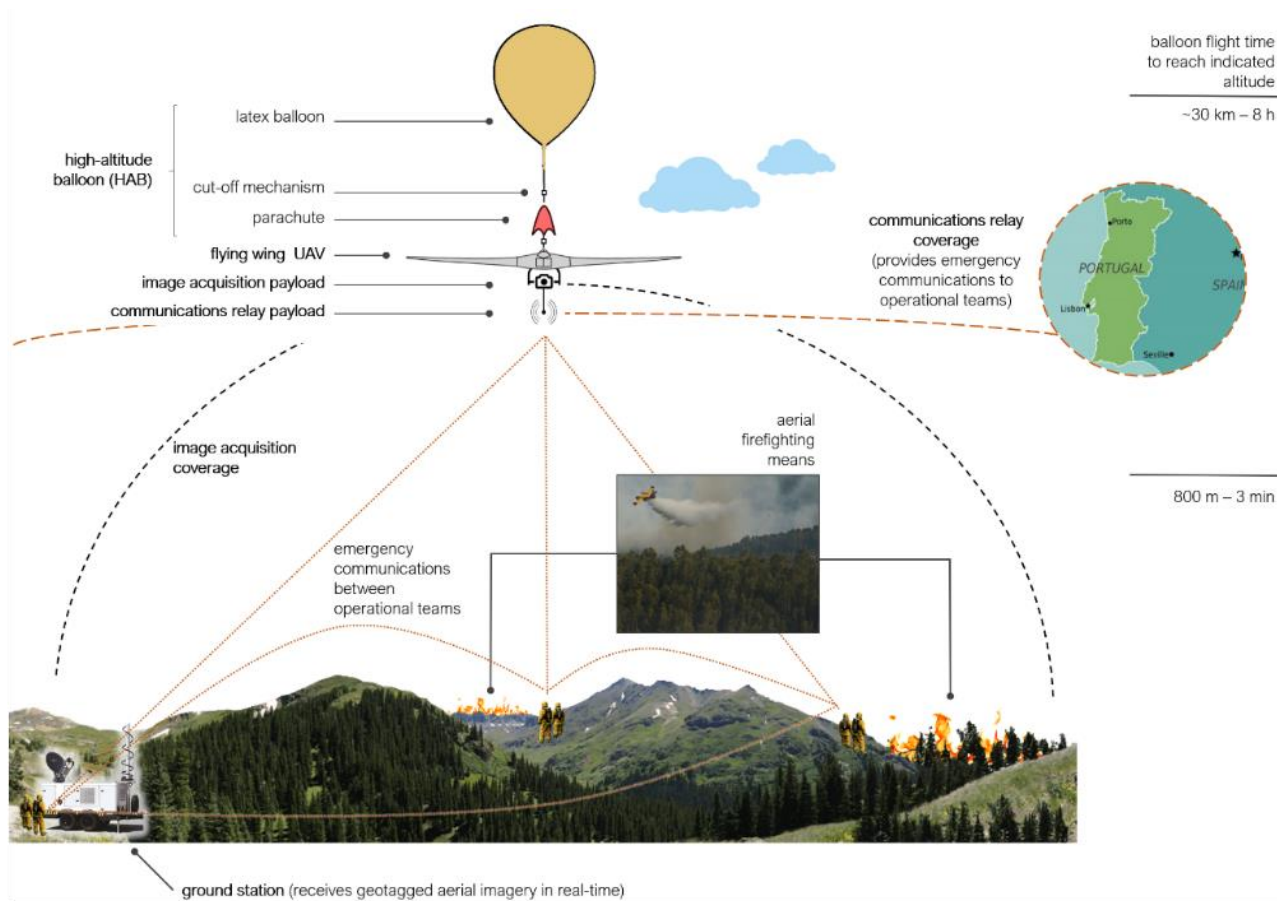 balloon flight time
to reach indicated
altitude
~30 km – 8 h
latex balloon
high-altitude
balloon (HAB)
cut-off mechanism
parachute
flying wing UAV
image acquisition payload
communications relay payload
communications relay
coverage
(provides emergency
communications to
operational teams)
Porto
PORTUGAL
SPAIN
Lisbon
Seville
image acquisition
coverage
aerial
firefighting
means
800 m – 3 min
emergency
communications
between
operational teams
ground station (receives geotagged aerial imagery in real-time)